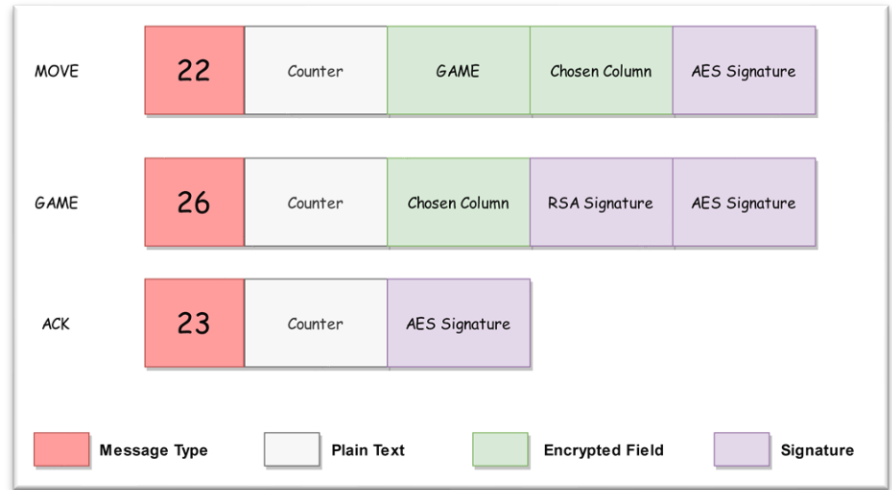 MOVE 22 Counter GAME Chosen Column AES Signature
GAME 26 Counter Chosen Column RSA Signature AES Signature
ACK 23 Counter AES Signature
Message Type Plain Text Encrypted Field Signature